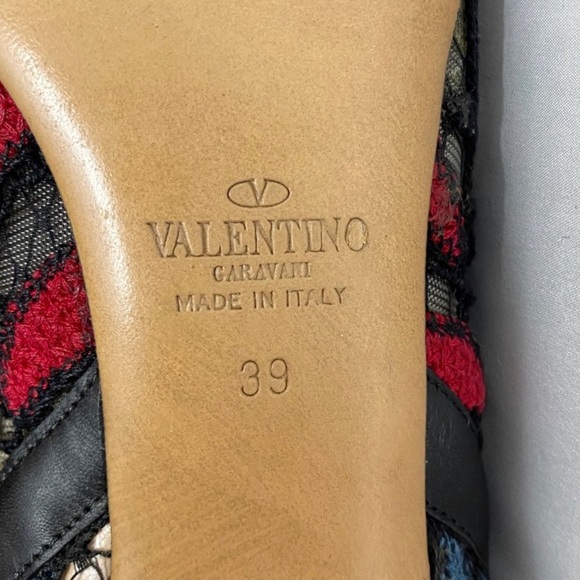 V
VALENTINO
GARAVANI
MADE IN ITALY
39